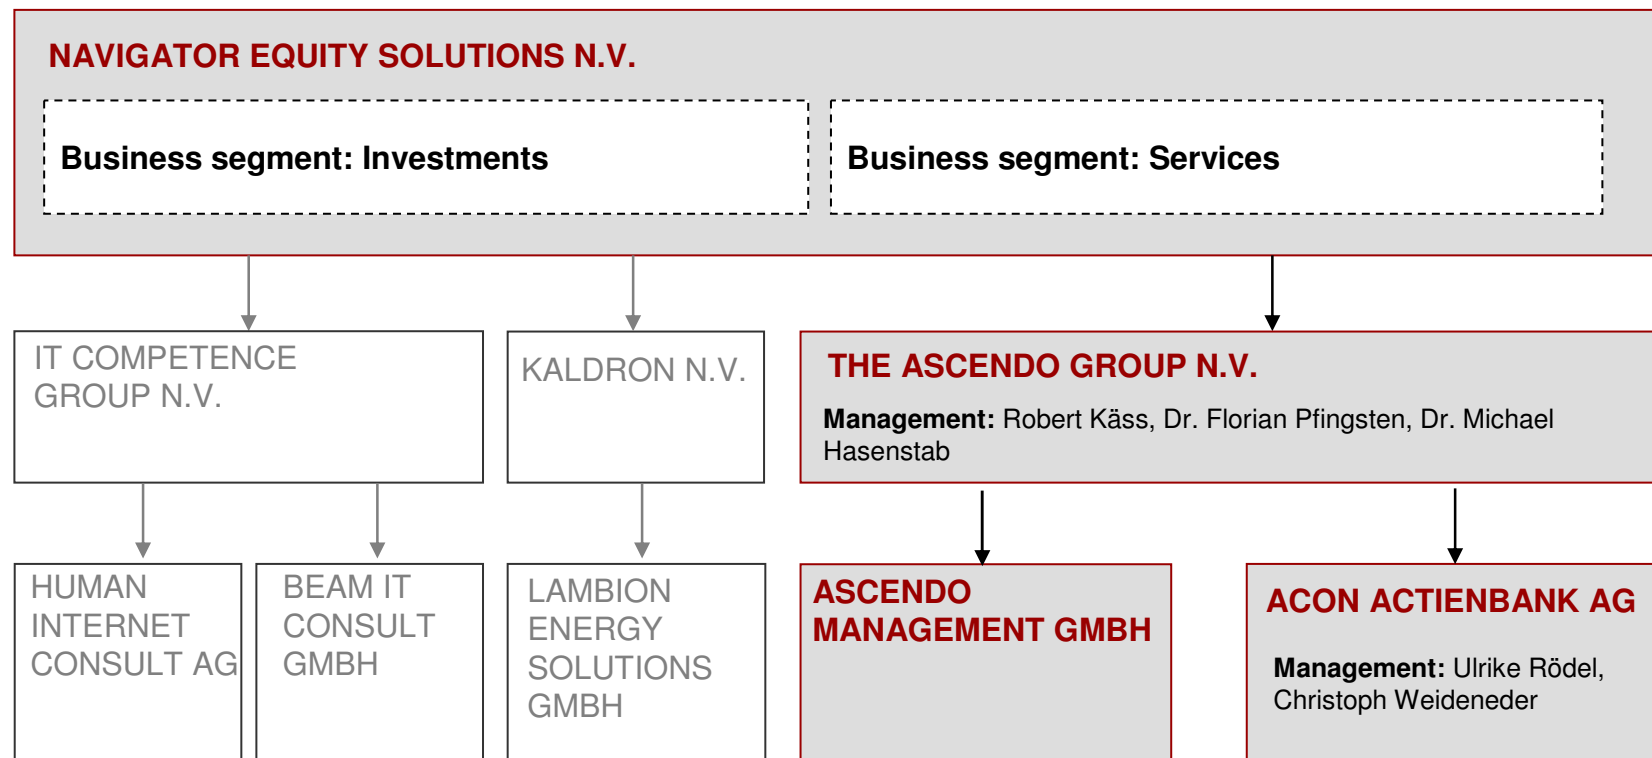 NAVIGATOR EQUITY SOLUTIONS N.V.
Business segment: Investments
Business segment: Services
IT COMPETENCE
GROUP N.V.
KALDRON N.V.
THE ASCENDO GROUP N.V.
Management: Robert Käss, Dr. Florian Pfingsten, Dr. Michael
Hasenstab
HUMAN
INTERNET
CONSULT AG
BEAM IT
CONSULT
GMBH
LAMBION
ENERGY
SOLUTIONS
GMBH
ASCENDO
MANAGEMENT GMBH
ACON ACTIENBANK AG
Management: Ulrike Rödel,
Christoph Weideneder